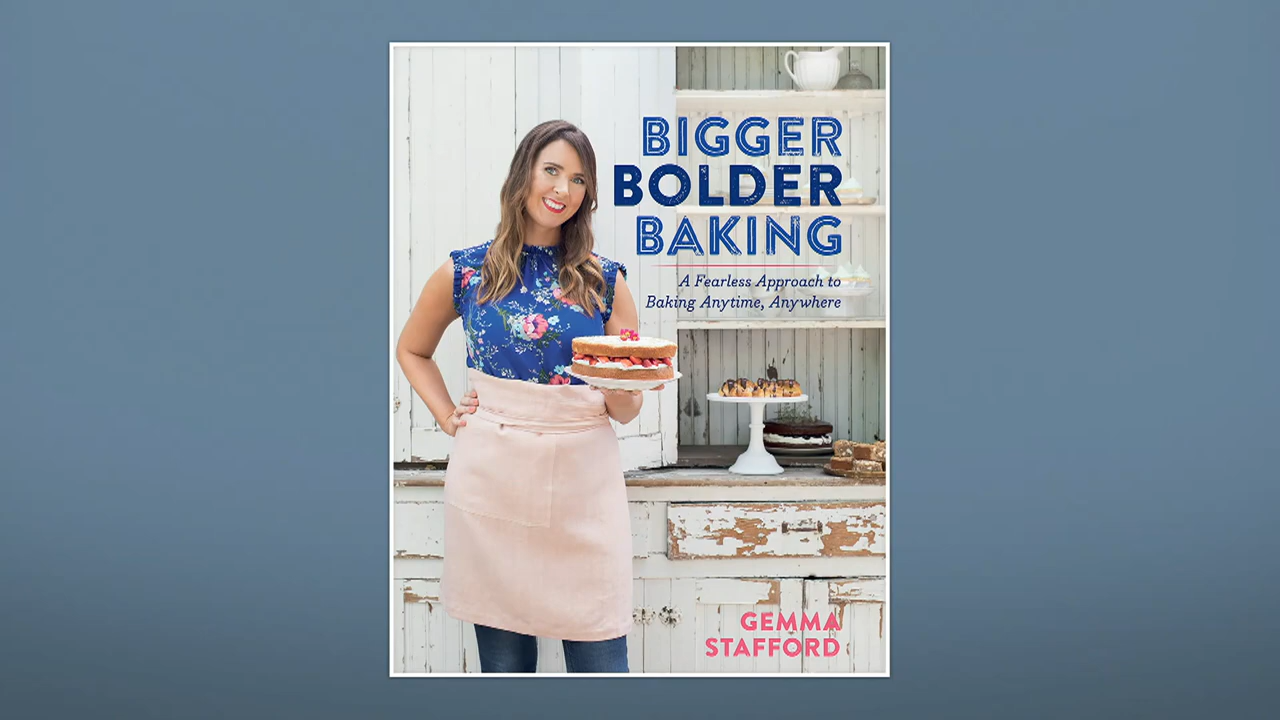 BIGGER
BOLDER
BAKING
A Fearless Approach to
Baking Anytime, Anywhere
GEMMA
STAFFORD